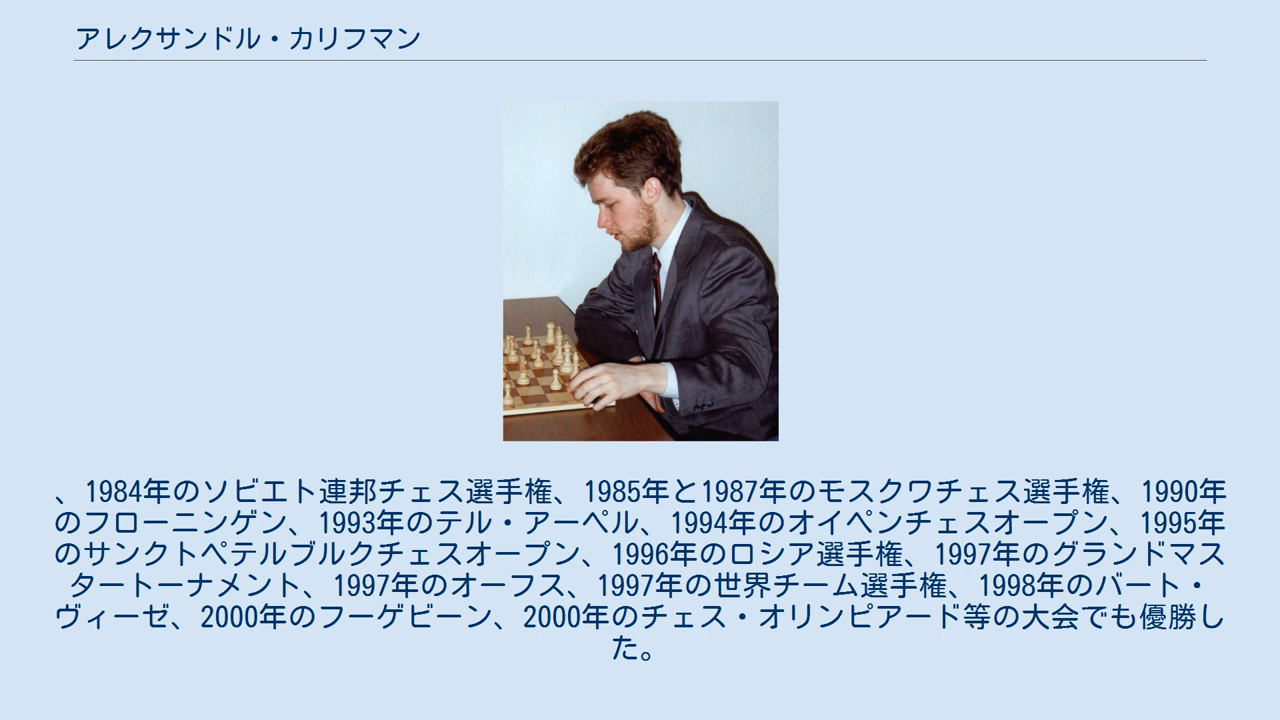 アレクサンドル・カリフマン
、1984年のソビエト連邦チェス選手権、1985年と1987年のモスクワチェス選手権、1990年
のフローニンゲン、1993年のテル・アーペル、1994年のオイペンチェスオープン、1995年
のサンクトペテルブルクチェスオープン、1996年のロシア選手権、1997年のグランドマス
タートーナメント、1997年のオーフス、1997年の世界チーム選手権、1998年のバート・
ヴィーゼ、2000年のフーゲビーン、2000年のチェス・オリンピアード等の大会でも優勝し
た。